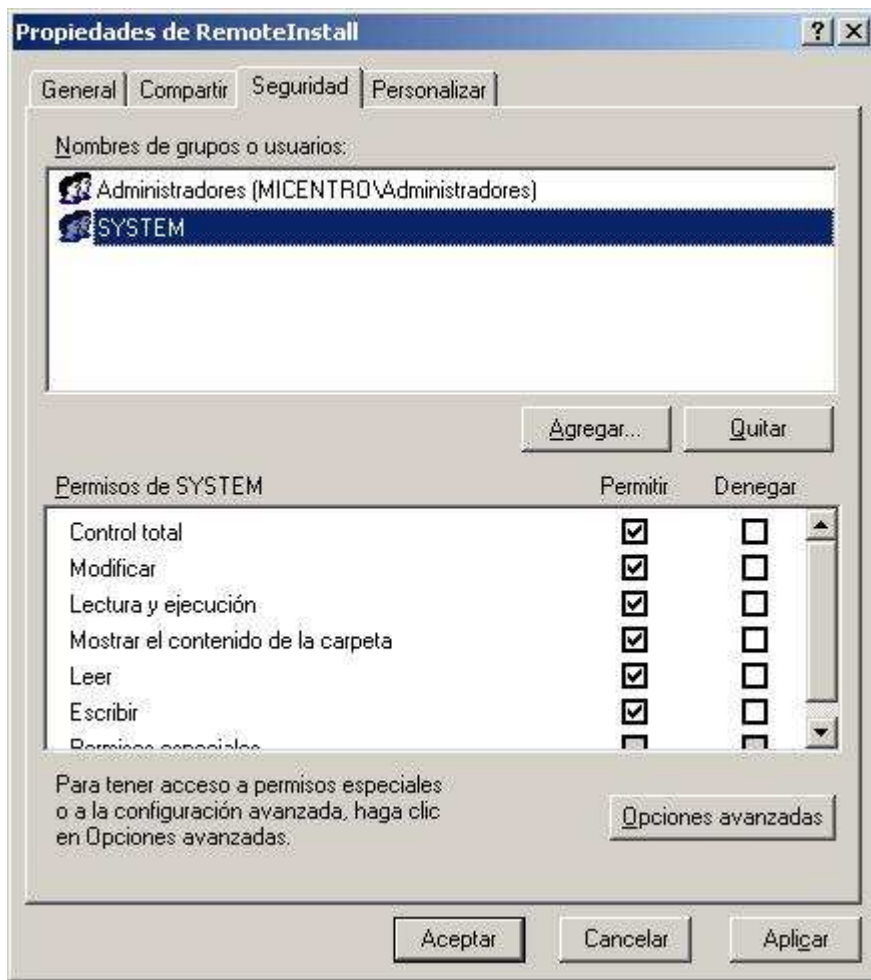 Propiedades de RemoteInstall
General Compartir Seguridad Personalizar
Nombres de grupos o usuarios:
Administradores (MICENTRO\Administradores)
SYSTEM
Agregar... Quitar
Permisos de SYSTEM Permitir Denegar
Control total
Modificar
Lectura y ejecución
Mostrar el contenido de la carpeta
Leer
Escribir
Permisos especiales
Para tener acceso a permisos especiales
o a la configuración avanzada, haga clic
en Opciones avanzadas.
Opciones avanzadas
Aceptar Cancelar Aplicar